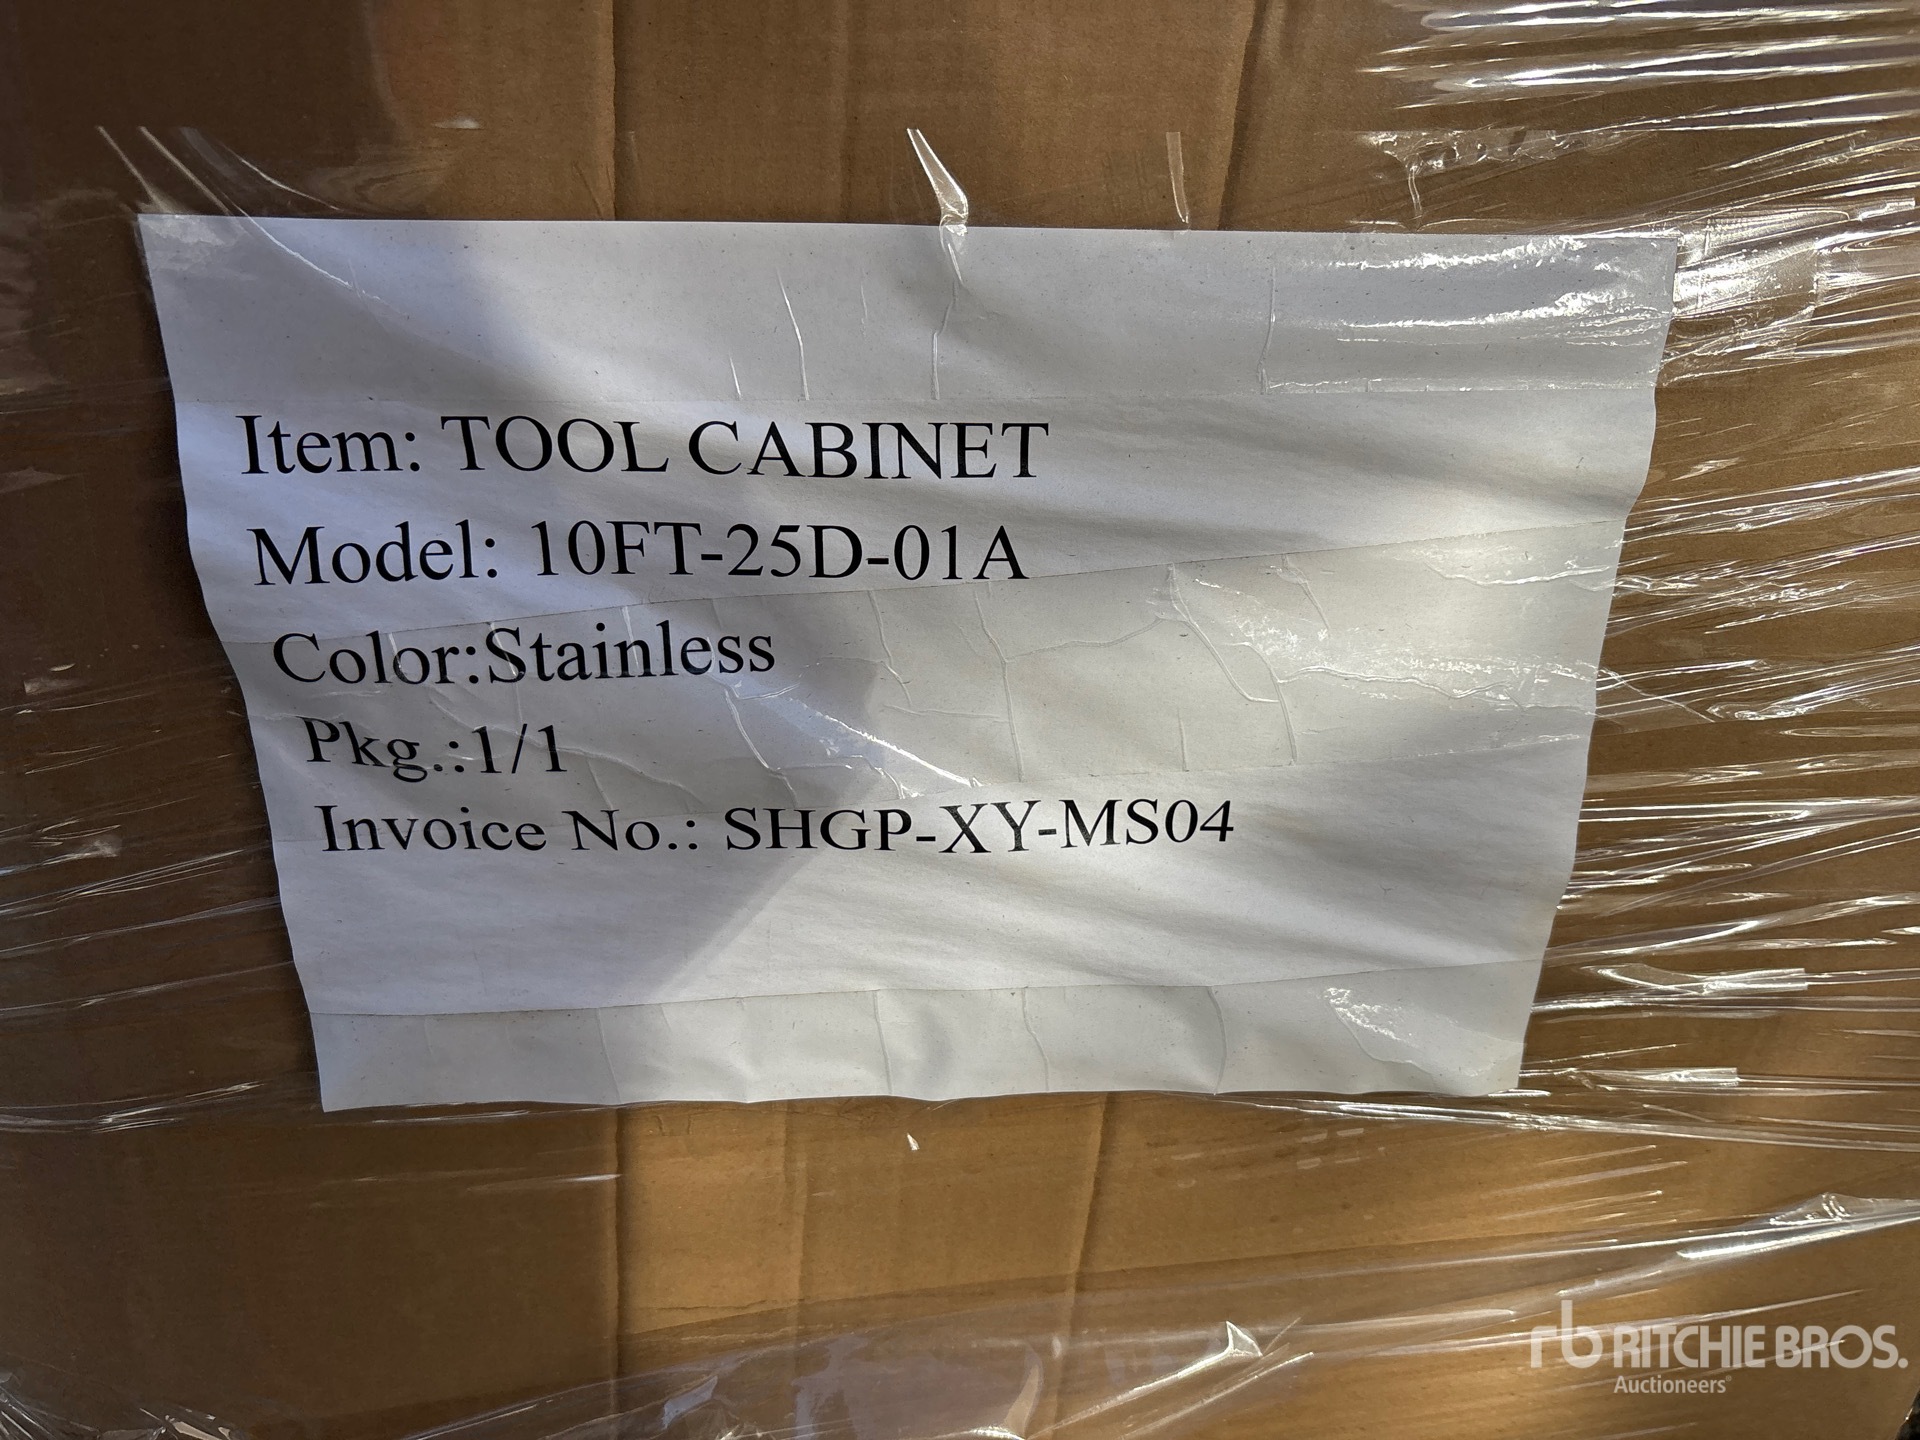 Item: TOOL CABINET
Model: 10FT-25D-01A
Color:Stainless
Pkg.:1/1
Invoice No.: SHGP-XY-MS04
rb RITCHIE BROS.
Auctioneers